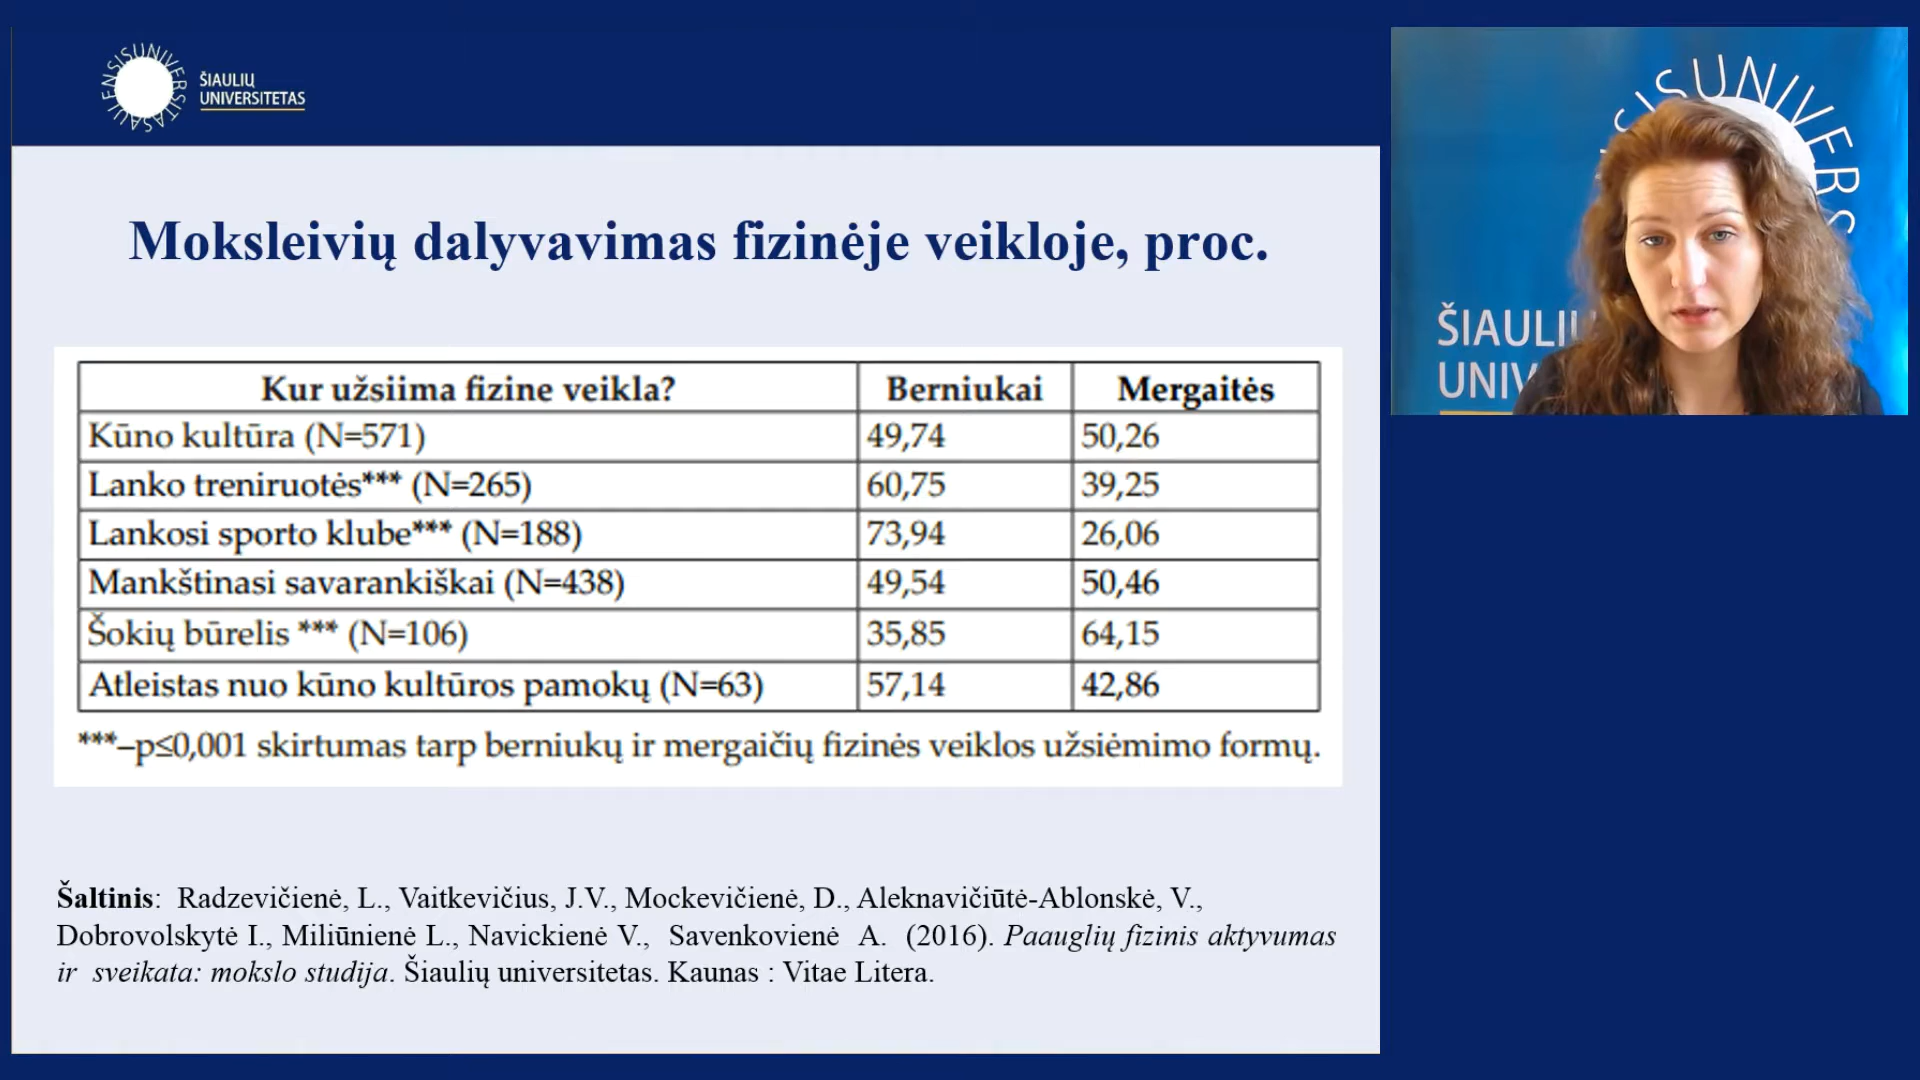 ŠIAULIŲ
UNIVERSITETAS
Moksleivių dalyvavimas fizinėje veikloje, proc.
Kur užsiima fizine veikla? Berniukai Mergaitės
Kūno kultūra (N=571) 49,74 50,26
Lanko treniruotės*** (N=265) 60,75 39,25
Lankosi sporto klube*** (N=188) 73,94 26,06
Mankštinasi savarankiškai (N=438) 49,54 50,46
Šokių būrelis *** (N=106) 35,85 64,15
Atleistas nuo kūno kultūros pamokų (N=63) 57,14 42,86
***–p≤0,001 skirtumas tarp berniukų ir mergaičių fizinės veiklos užsiėmimo formų.
Šaltinis: Radzevičienė, L., Vaitkevičius, J.V., Mockevičienė, D., Aleknavičiūtė-Ablonskė, V.,
Dobrovolskytė I., Miliūnienė L., Navickienė V., Savenkovienė A. (2016). Paauglių fizinis aktyvumas
ir sveikata: mokslo studija. Šiaulių universitetas. Kaunas : Vitae Litera.
ŠIAULIŲ
UNIV